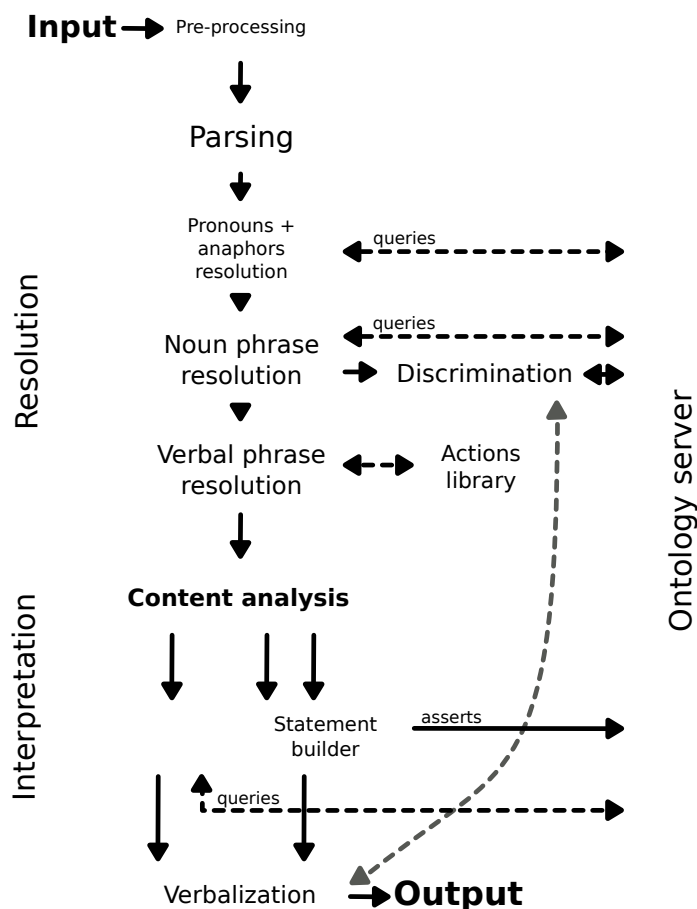 Input
Pre-processing
Parsing
Pronouns +
anaphors
resolution
queries
Resolution
queries
Noun phrase
resolution
Discrimination
Verbal phrase
resolution
Actions
library
Ontology server
Content analysis
Interpretation
Statement
builder
asserts
queries
Verbalization
Output